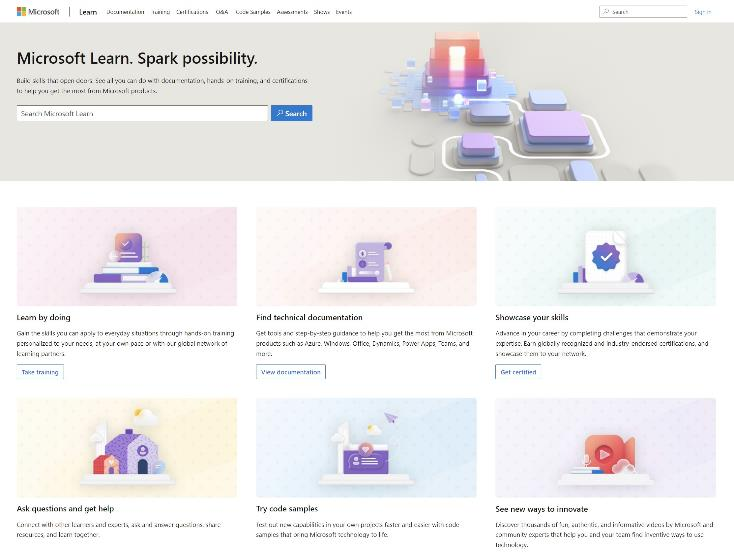 Microsoft Learn Documentation Training Certifications Q&A Code Samples Assessments Shows Events Search Sign in
Microsoft Learn. Spark possibility.
Build skills that open doors. See all you can do with documentation, hands-on training, and certifications
to help you get the most from Microsoft products.
Search Microsoft Learn Search
Learn by doing
Gain the skills you can apply to everyday situations through hands-on training
personalized to your needs, at your own pace or with our global network of
learning partners.
Take training
Find technical documentation
Get tools and step-by-step guidance to help you get the most from Microsoft
products such as Azure, Windows, Office, Dynamics, Power Apps, Teams, and
more.
View documentation
Showcase your skills
Advance in your career by completing challenges that demonstrate your
expertise. Earn globally recognized and industry-endorsed certifications, and
showcase them to your network.
Get certified
Ask questions and get help
Connect with other learners and experts, ask and answer questions, share
resources, and learn together.
Try code samples
Test out new capabilities in your own projects faster and easier with code
samples that bring Microsoft technology to life.
See new ways to innovate
Discover thousands of fun, authentic, and informative videos by Microsoft and
community experts that help you and your team find inventive ways to use
technology.